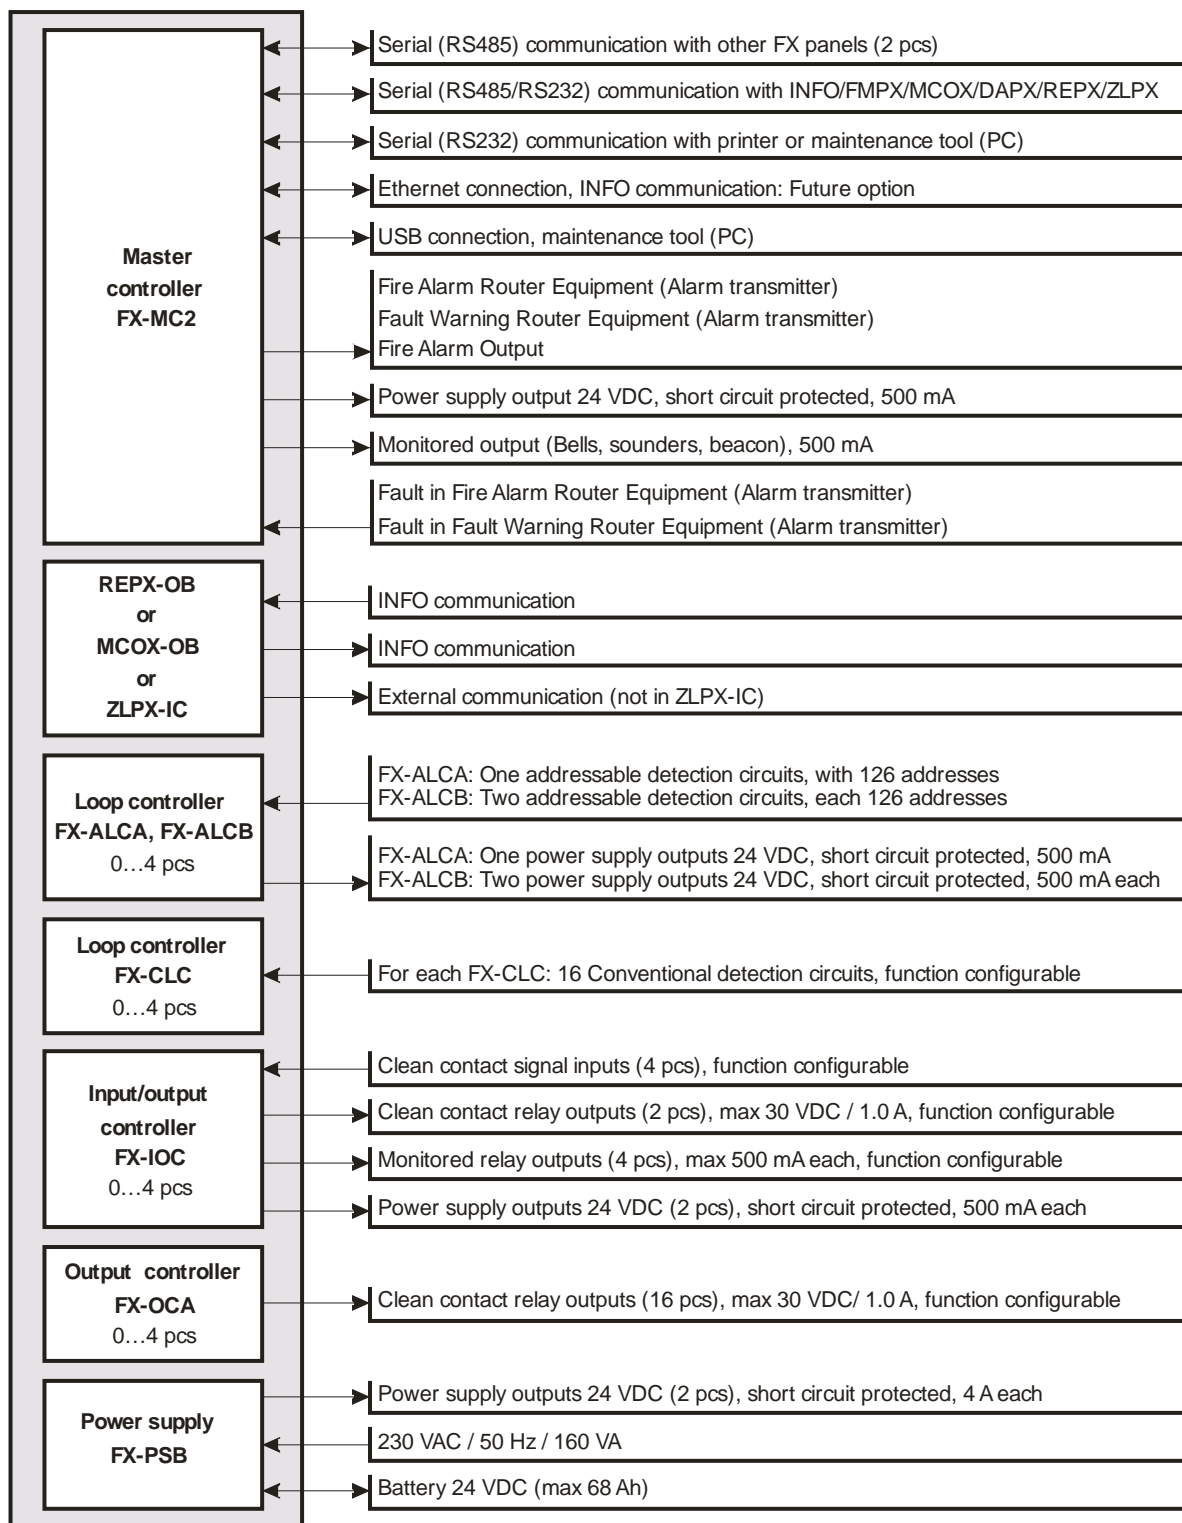 Master
controller
FX-MC2
Serial (RS485) communication with other FX panels (2 pcs)
Serial (RS485/RS232) communication with INFO/FMPX/MCOX/DAPX/REPX/ZLPX
Serial (RS232) communication with printer or maintenance tool (PC)
Ethernet connection, INFO communication: Future option
USB connection, maintenance tool (PC)
Fire Alarm Router Equipment (Alarm transmitter)
Fault Warning Router Equipment (Alarm transmitter)
Fire Alarm Output
Power supply output 24 VDC, short circuit protected, 500 mA
Monitored output (Bells, sounders, beacon), 500 mA
Fault in Fire Alarm Router Equipment (Alarm transmitter)
Fault in Fault Warning Router Equipment (Alarm transmitter)
REPX-OB
or
MCOX-OB
or
ZLPX-IC
INFO communication
INFO communication
External communication (not in ZLPX-IC)
Loop controller
FX-ALCA, FX-ALCB
0…4 pcs
FX-ALCA: One addressable detection circuits, with 126 addresses
FX-ALCB: Two addressable detection circuits, each 126 addresses
FX-ALCA: One power supply outputs 24 VDC, short circuit protected, 500 mA
FX-ALCB: Two power supply outputs 24 VDC, short circuit protected, 500 mA each
Loop controller
FX-CLC
0…4 pcs
For each FX-CLC: 16 Conventional detection circuits, function configurable
Input/output
controller
FX-IOC
0…4 pcs
Clean contact signal inputs (4 pcs), function configurable
Clean contact relay outputs (2 pcs), max 30 VDC / 1.0 A, function configurable
Monitored relay outputs (4 pcs), max 500 mA each, function configurable
Power supply outputs 24 VDC (2 pcs), short circuit protected, 500 mA each
Output controller
FX-OCA
0…4 pcs
Clean contact relay outputs (16 pcs), max 30 VDC/ 1.0 A, function configurable
Power supply
FX-PSB
Power supply outputs 24 VDC (2 pcs), short circuit protected, 4 A each
230 VAC / 50 Hz / 160 VA
Battery 24 VDC (max 68 Ah)